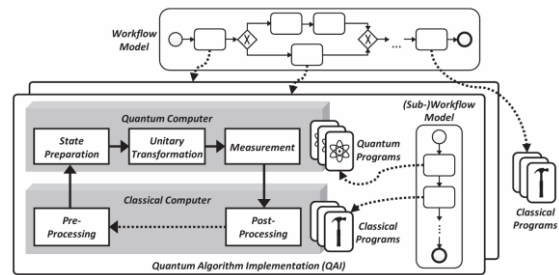 Workflow
Model
...
Quantum Computer
State
Preparation
Unitary
Transformation
Measurement
Quantum
Programs
(Sub-)Workflow
Model
Classical Computer
Pre-
Processing
Post-
Processing
Classical
Programs
Classical
Programs
Quantum Algorithm Implementation (QAI)